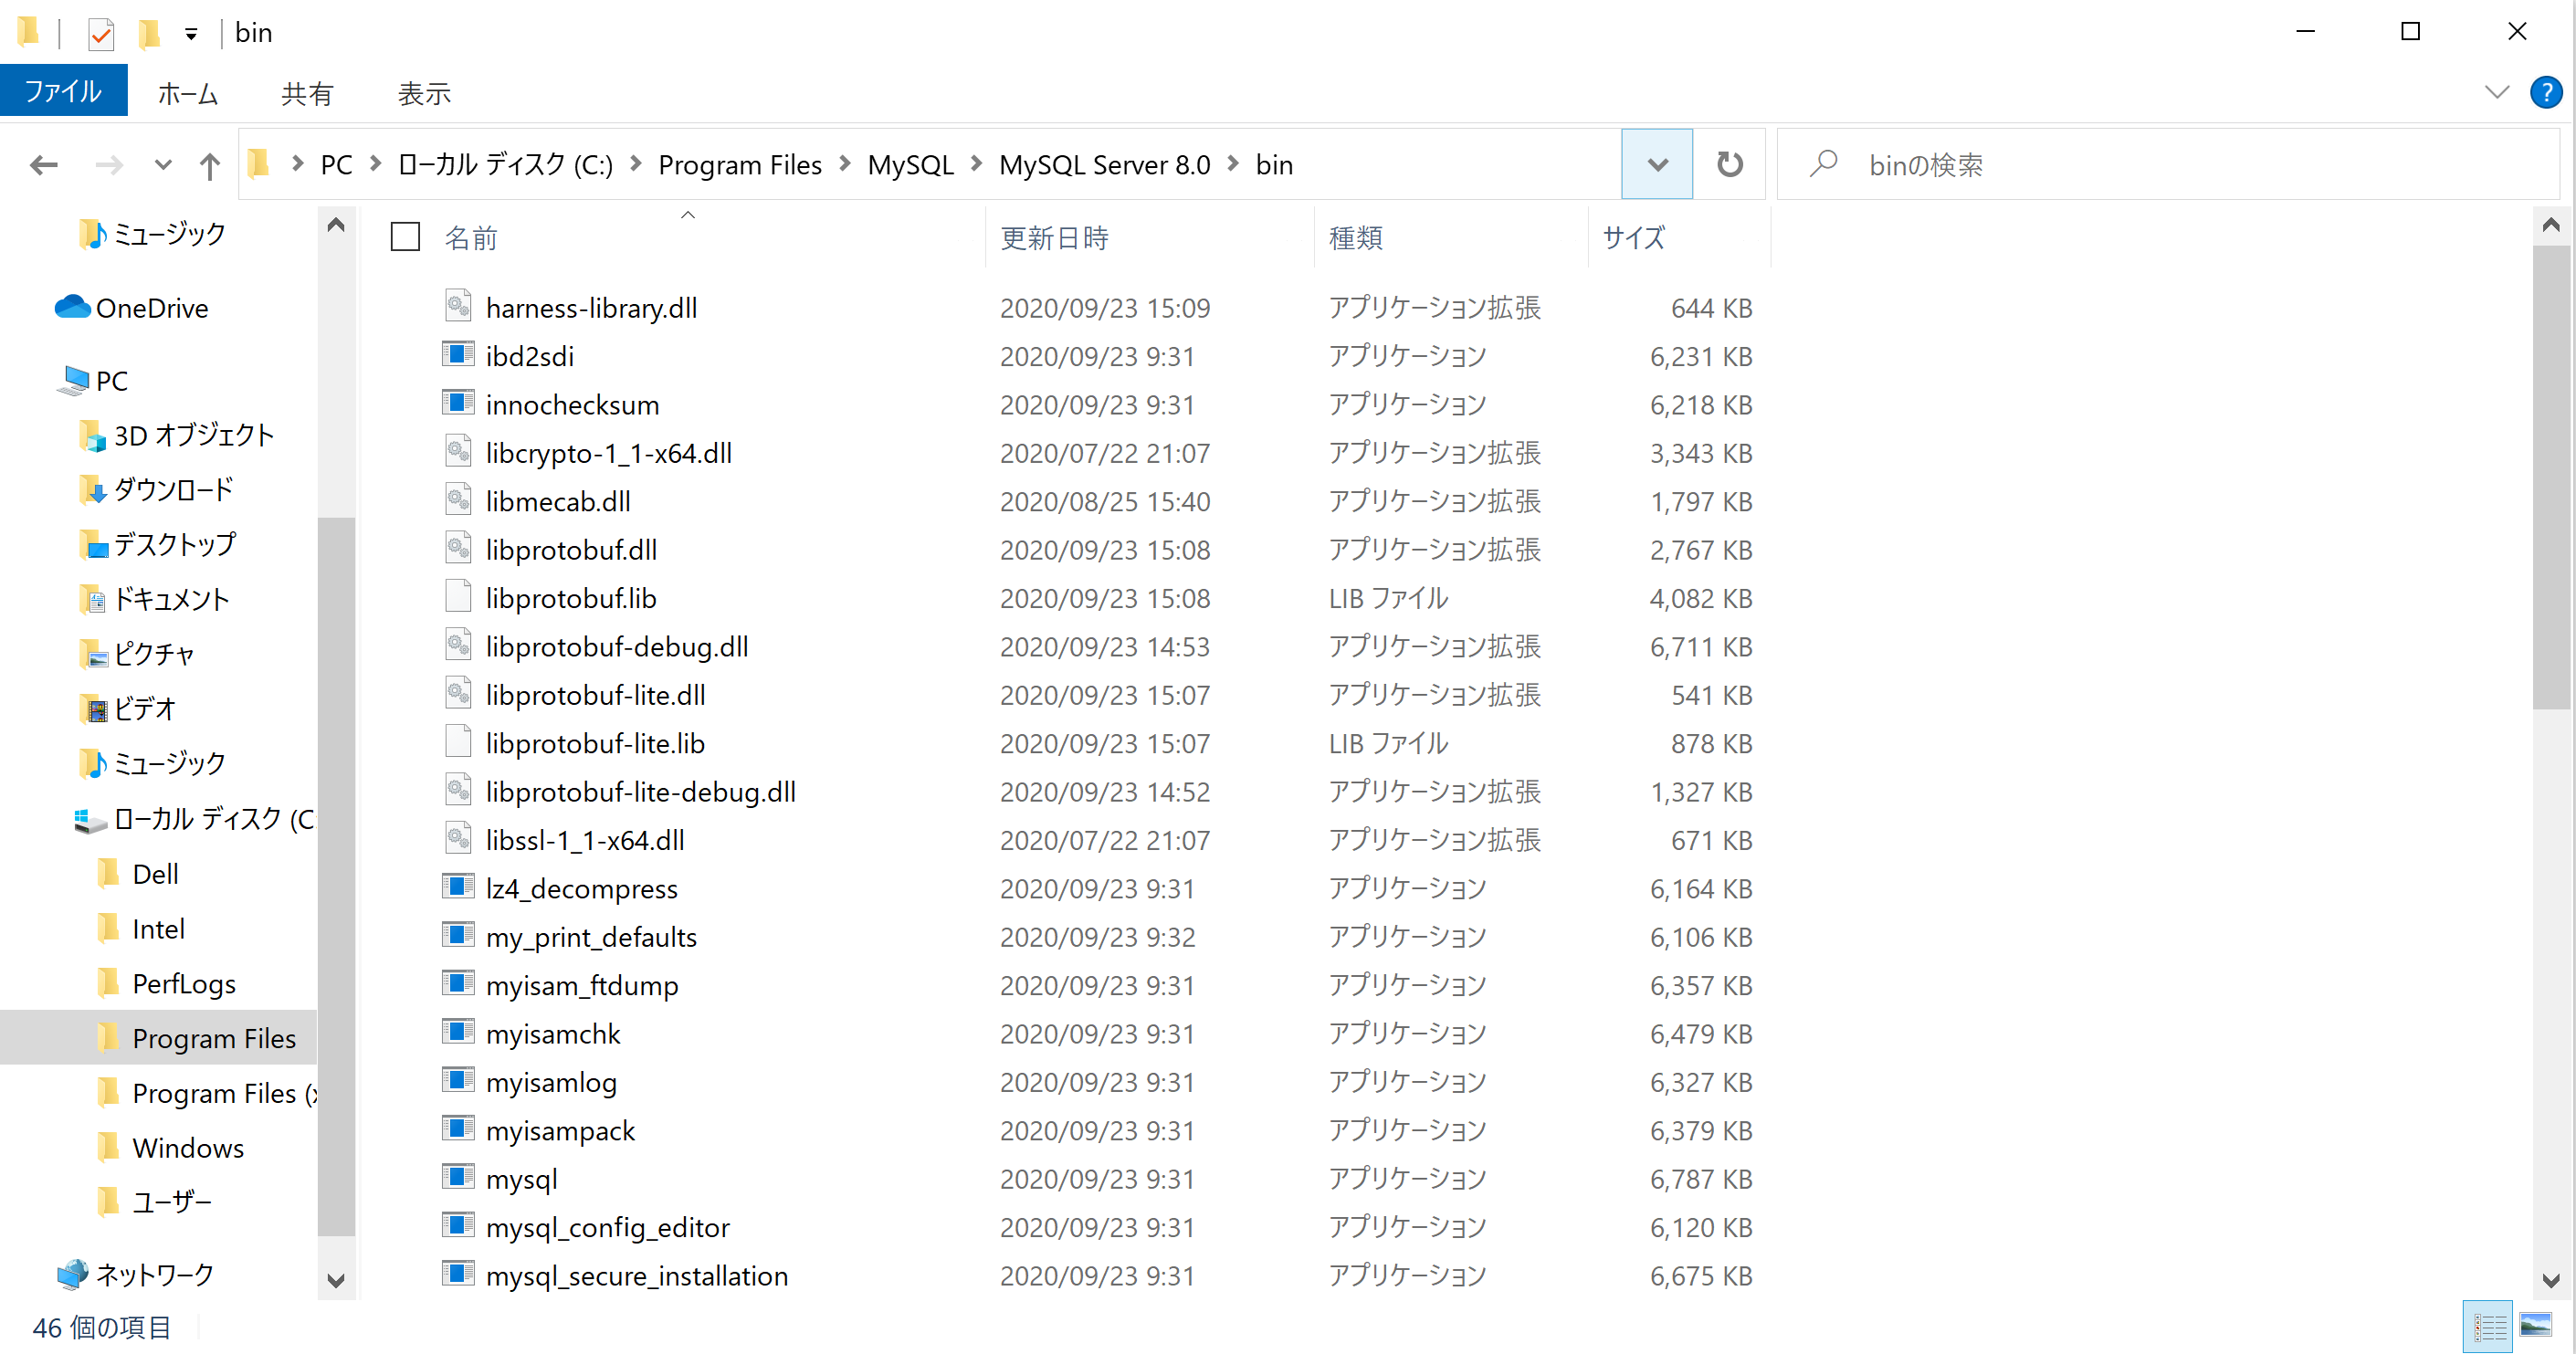 bin
ファイル ホーム 共有 表示
PC ローカル ディスク (C:) Program Files MySQL MySQL Server 8.0 bin binの検索
ミュージック
OneDrive
PC
3D オブジェクト
ダウンロード
デスクトップ
ドキュメント
ピクチャ
ビデオ
ミュージック
ローカル ディスク (C:
Dell
Intel
PerfLogs
Program Files
Program Files (x
Windows
ユーザー
ネットワーク
名前 更新日時 種類 サイズ
harness-library.dll 2020/09/23 15:09 アプリケーション拡張 644 KB
ibd2sdi 2020/09/23 9:31 アプリケーション 6,231 KB
innochecksum 2020/09/23 9:31 アプリケーション 6,218 KB
libcrypto-1_1-x64.dll 2020/07/22 21:07 アプリケーション拡張 3,343 KB
libmecab.dll 2020/08/25 15:40 アプリケーション拡張 1,797 KB
libprotobuf.dll 2020/09/23 15:08 アプリケーション拡張 2,767 KB
libprotobuf.lib 2020/09/23 15:08 LIB ファイル 4,082 KB
libprotobuf-debug.dll 2020/09/23 14:53 アプリケーション拡張 6,711 KB
libprotobuf-lite.dll 2020/09/23 15:07 アプリケーション拡張 541 KB
libprotobuf-lite.lib 2020/09/23 15:07 LIB ファイル 878 KB
libprotobuf-lite-debug.dll 2020/09/23 14:52 アプリケーション拡張 1,327 KB
libssl-1_1-x64.dll 2020/07/22 21:07 アプリケーション拡張 671 KB
lz4_decompress 2020/09/23 9:31 アプリケーション 6,164 KB
my_print_defaults 2020/09/23 9:32 アプリケーション 6,106 KB
myisam_ftdump 2020/09/23 9:31 アプリケーション 6,357 KB
myisamchk 2020/09/23 9:31 アプリケーション 6,479 KB
myisamlog 2020/09/23 9:31 アプリケーション 6,327 KB
myisampack 2020/09/23 9:31 アプリケーション 6,379 KB
mysql 2020/09/23 9:31 アプリケーション 6,787 KB
mysql_config_editor 2020/09/23 9:31 アプリケーション 6,120 KB
mysql_secure_installation 2020/09/23 9:31 アプリケーション 6,675 KB
46 個の項目